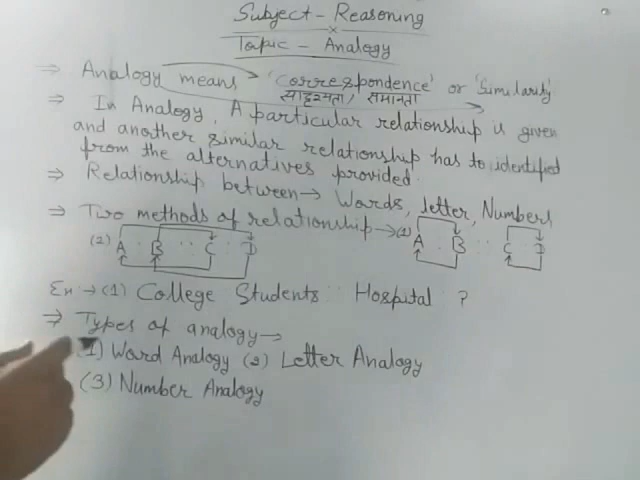 Subject - Reasoning
x
Topic - Analogy
⇒ Analogy means → 'Correspondence' or 'Similarity'
सादृश्यता / समानता
⇒ In Analogy, A particular relationship is given
and another similar relationship has to identified
from the alternatives provided.
⇒ Relationship between → Words, letter, Numbers
⇒ Two methods of relationship → (1) A B :: C D
(2) A B :: C D
Ex → (1) College : Students :: Hospital : ?
⇒ Types of analogy →
(1) Word Analogy (2) Letter Analogy
(3) Number Analogy